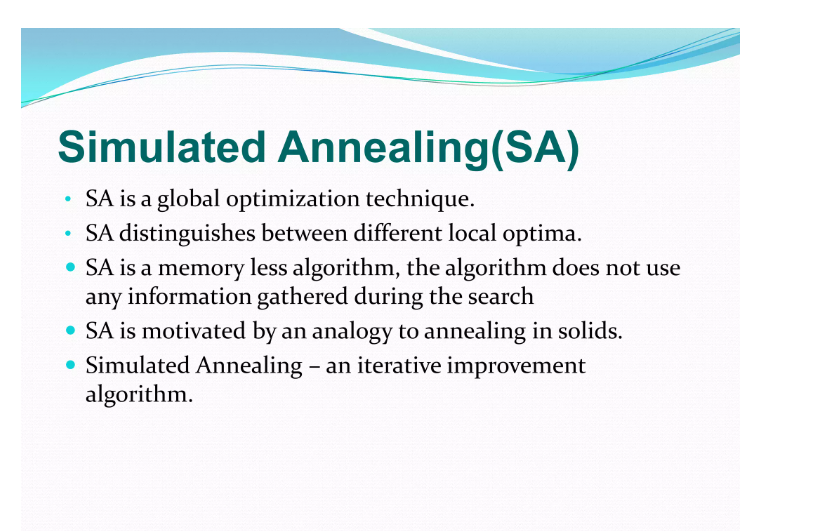 Simulated Annealing(SA)
• SA is a global optimization technique.
• SA distinguishes between different local optima.
• SA is a memory less algorithm, the algorithm does not use
any information gathered during the search
• SA is motivated by an analogy to annealing in solids.
• Simulated Annealing – an iterative improvement
algorithm.